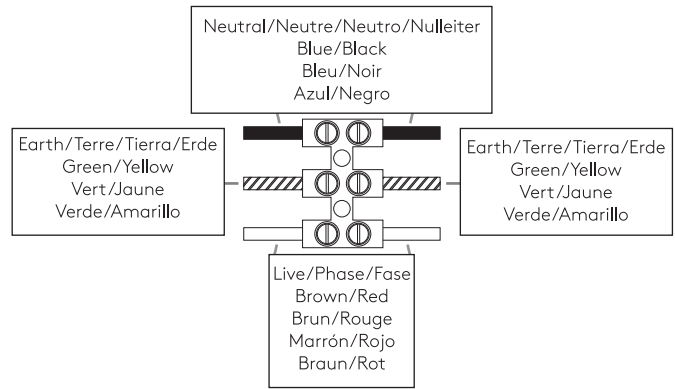 Neutral/Neutre/Neutro/Nulleiter
Blue/Black
Bleu/Noir
Azul/Negro
Earth/Terre/Tierra/Erde
Green/Yellow
Vert/Jaune
Verde/Amarillo
Earth/Terre/Tierra/Erde
Green/Yellow
Vert/Jaune
Verde/Amarillo
Live/Phase/Fase
Brown/Red
Brun/Rouge
Marrón/Rojo
Braun/Rot